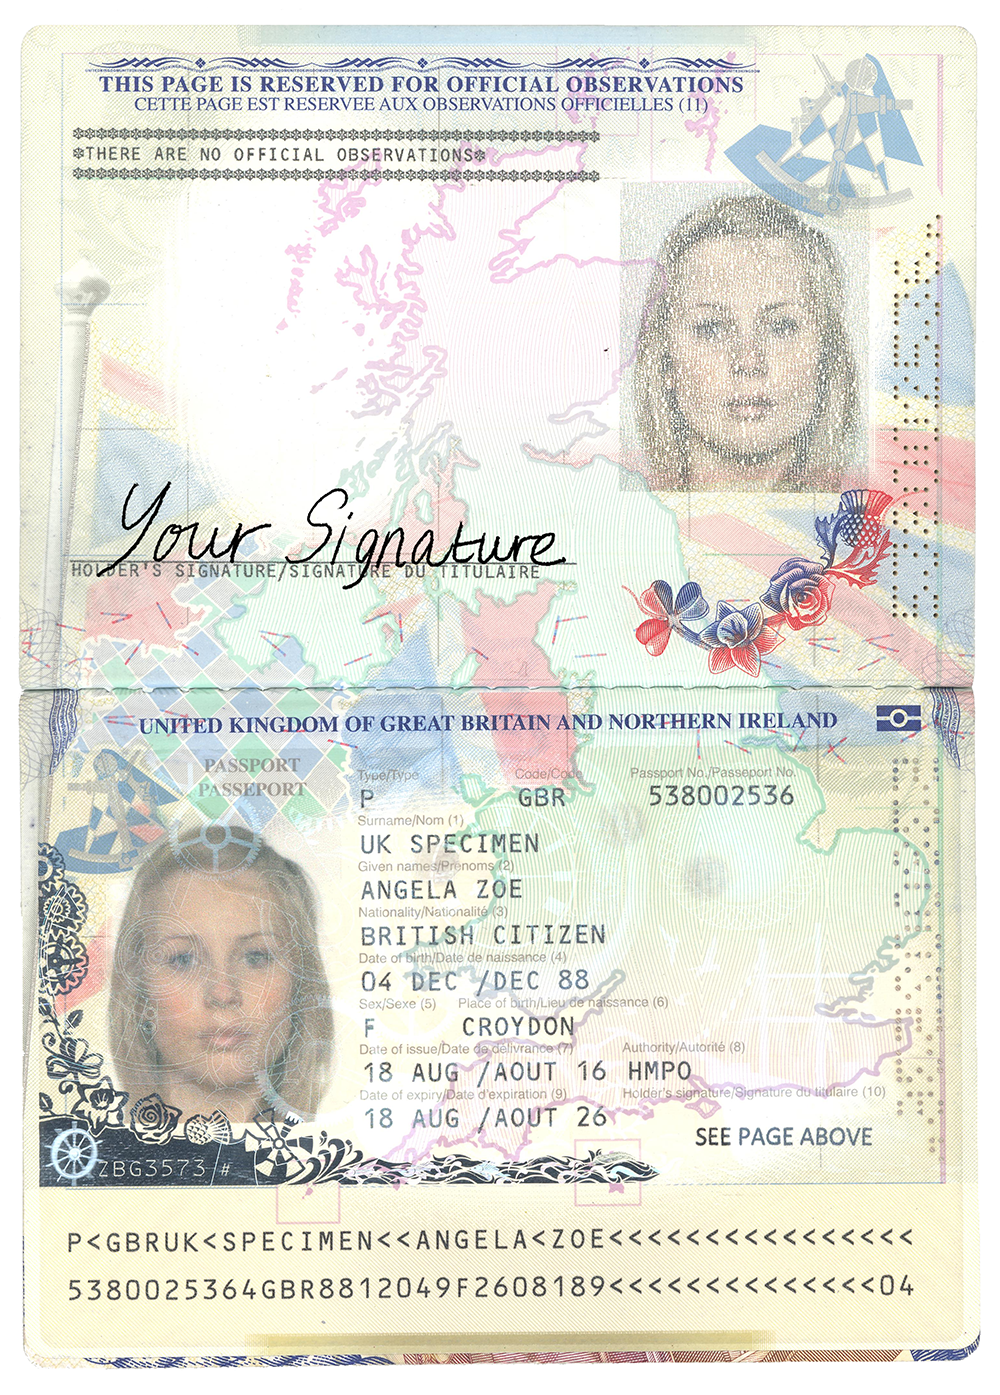 THIS PAGE IS RESERVED FOR OFFICIAL OBSERVATIONS
CETTE PAGE EST RESERVEE AUX OBSERVATIONS OFFICIELLES (11)
*THERE ARE NO OFFICIAL OBSERVATIONS*
Your Signature
HOLDER'S SIGNATURE/SIGNATURE DU TITULAIRE
UNITED KINGDOM OF GREAT BRITAIN AND NORTHERN IRELAND
PASSPORT
PASSEPORT
Type/Type Code/Code Passport No./Passeport No.
P GBR 538002536
Surname/Nom (1)
UK SPECIMEN
Given names/Prénoms (2)
ANGELA ZOE
Nationality/Nationalité (3)
BRITISH CITIZEN
Date of birth/Date de naissance (4)
04 DEC /DEC 88
Sex/Sexe (5) Place of birth/Lieu de naissance (6)
F CROYDON
Date of issue/Date de délivrance (7) Authority/Autorité (8)
18 AUG /AOUT 16 HMPO
Date of expiry/Date d'expiration (9) Holder's signature/Signature du titulaire (10)
18 AUG /AOUT 26
SEE PAGE ABOVE
ZBG3573 #
P<GBRUK<SPECIMEN<<ANGELA<ZOE<<<<<<<<<<<<<<<<
5380025364GBR8812049F2608189<<<<<<<<<<<<<<04